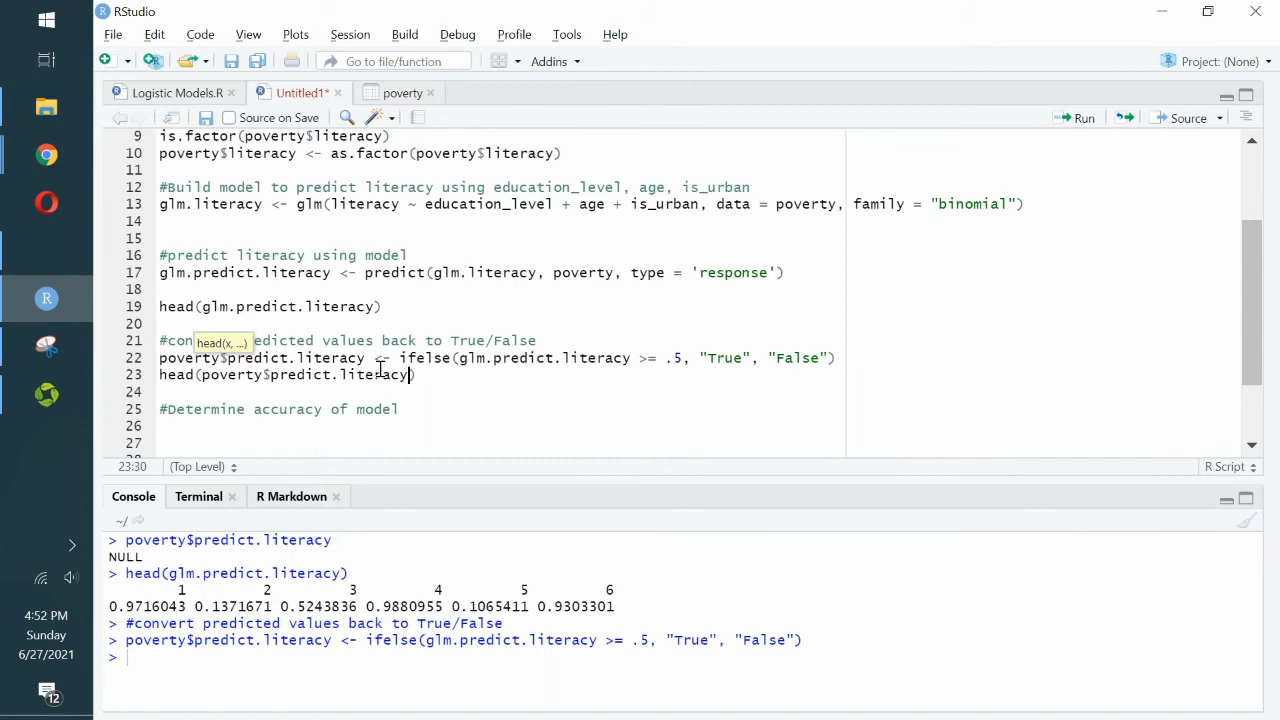 RStudio
File Edit Code View Plots Session Build Debug Profile Tools Help
Go to file/function Addins Project: (None)
Logistic Models.R Untitled1* poverty
Source on Save Run Source
9 is.factor(poverty$literacy)
10 poverty$literacy <- as.factor(poverty$literacy)
11
12 #Build model to predict literacy using education_level, age, is_urban
13 glm.literacy <- glm(literacy ~ education_level + age + is_urban, data = poverty, family = "binomial")
14
15
16 #predict literacy using model
17 glm.predict.literacy <- predict(glm.literacy, poverty, type = 'response')
18
19 head(glm.predict.literacy)
20
21 #con head(x, ...) edicted values back to True/False
22 poverty$predict.literacy <- ifelse(glm.predict.literacy >= .5, "True", "False")
23 head(poverty$predict.literacy)
24
25 #Determine accuracy of model
26
27
23:30 (Top Level) R Script
Console Terminal R Markdown
~/
> poverty$predict.literacy
NULL
> head(glm.predict.literacy)
1 2 3 4 5 6
0.9716043 0.1371671 0.5243836 0.9880955 0.1065411 0.9303301
> #convert predicted values back to True/False
> poverty$predict.literacy <- ifelse(glm.predict.literacy >= .5, "True", "False")
>
4:52 PM
Sunday
6/27/2021
12